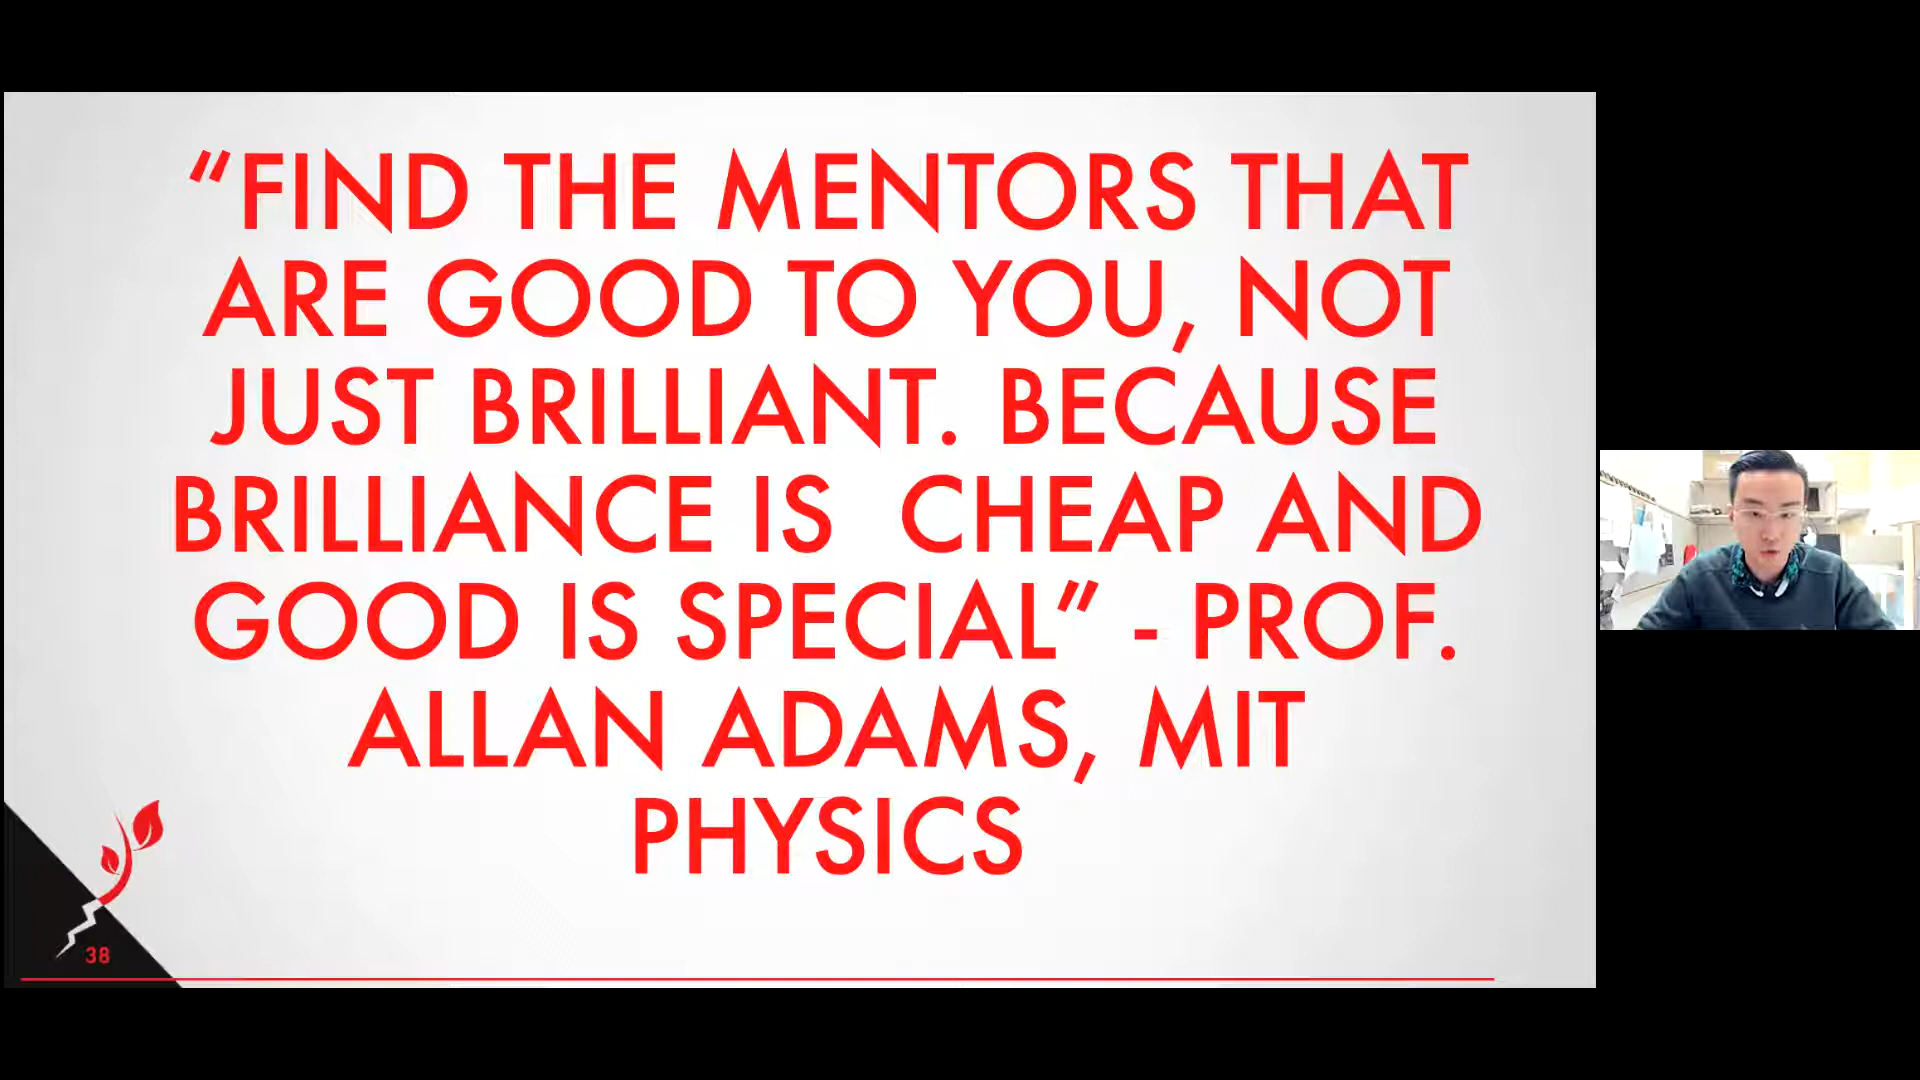 “FIND THE MENTORS THAT
ARE GOOD TO YOU, NOT
JUST BRILLIANT. BECAUSE
BRILLIANCE IS  CHEAP AND
GOOD IS SPECIAL” - PROF.
ALLAN ADAMS, MIT
PHYSICS
38